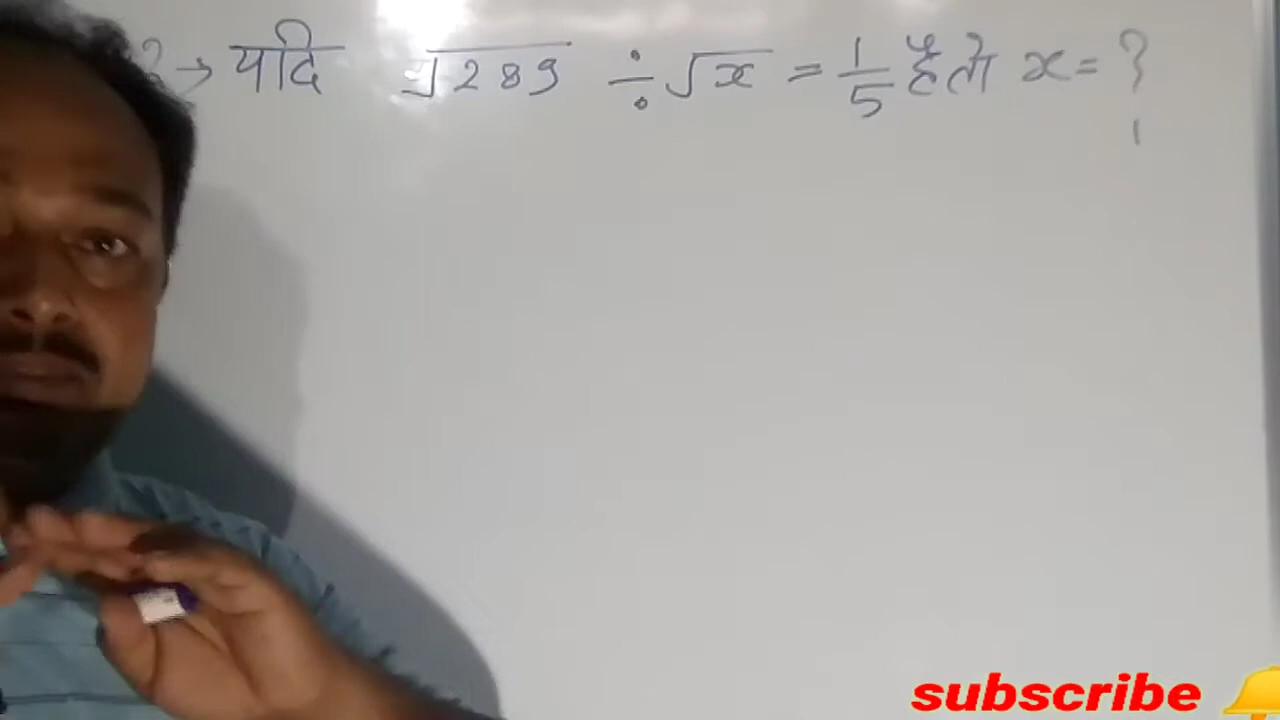 → यदि √289 ÷ √x = 1/5 है तो x = ?
subscribe